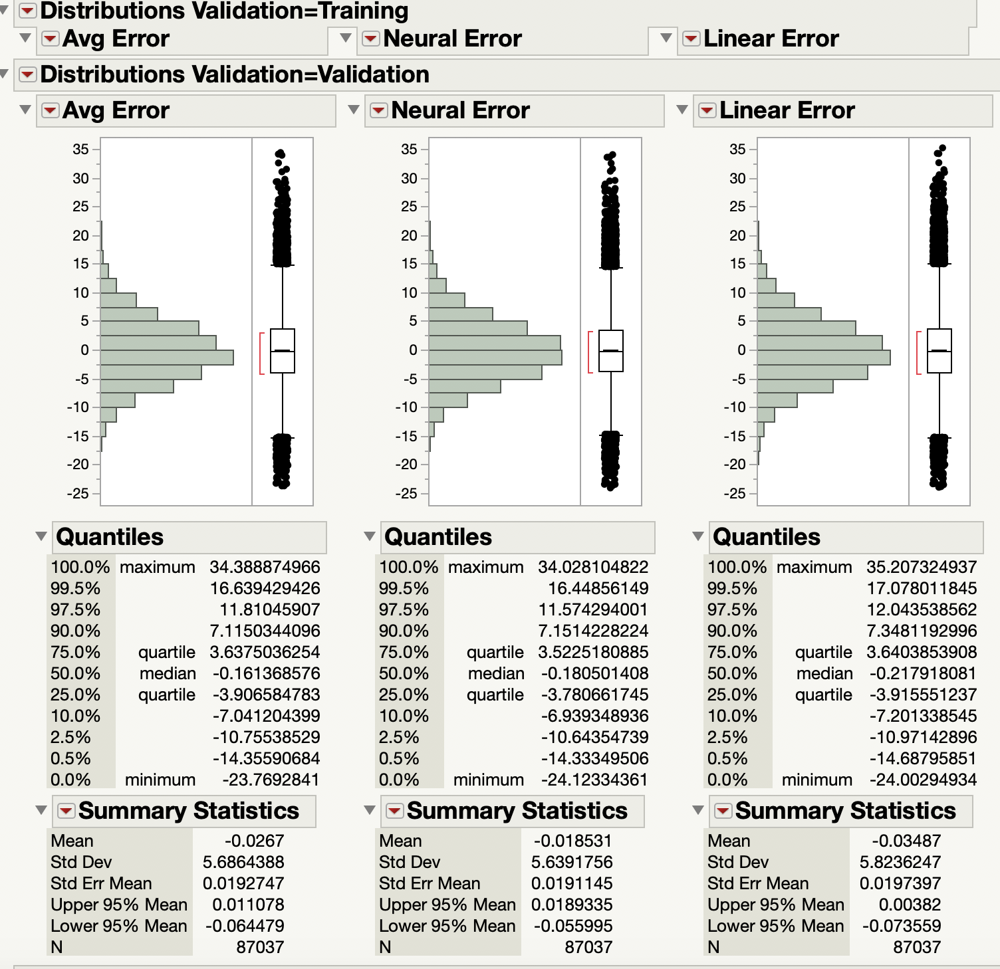 Distributions Validation=Training
Avg Error Neural Error Linear Error
Distributions Validation=Validation
Avg Error Neural Error Linear Error
35 35 35
30 30 30
25 25 25
20 20 20
15 15 15
10 10 10
5 5 5
0 0 0
-5 -5 -5
-10 -10 -10
-15 -15 -15
-20 -20 -20
-25 -25 -25
Quantiles Quantiles Quantiles
100.0% maximum 34.388874966 100.0% maximum 34.028104822 100.0% maximum 35.207324937
99.5% 16.639429426 99.5% 16.44856149 99.5% 17.078011845
97.5% 11.81045907 97.5% 11.574294001 97.5% 12.043538562
90.0% 7.1150344096 90.0% 7.1514228224 90.0% 7.3481192996
75.0% quartile 3.6375036254 75.0% quartile 3.5225180885 75.0% quartile 3.6403853908
50.0% median -0.161368576 50.0% median -0.180501408 50.0% median -0.217918081
25.0% quartile -3.906584783 25.0% quartile -3.780661745 25.0% quartile -3.915551237
10.0% -7.041204399 10.0% -6.939348936 10.0% -7.201338545
2.5% -10.75538529 2.5% -10.64354739 2.5% -10.97142896
0.5% -14.35590684 0.5% -14.33349506 0.5% -14.68795851
0.0% minimum -23.7692841 0.0% minimum -24.12334361 0.0% minimum -24.00294934
Summary Statistics Summary Statistics Summary Statistics
Mean -0.0267 Mean -0.018531 Mean -0.03487
Std Dev 5.6864388 Std Dev 5.6391756 Std Dev 5.8236247
Std Err Mean 0.0192747 Std Err Mean 0.0191145 Std Err Mean 0.0197397
Upper 95% Mean 0.011078 Upper 95% Mean 0.0189335 Upper 95% Mean 0.00382
Lower 95% Mean -0.064479 Lower 95% Mean -0.055995 Lower 95% Mean -0.073559
N 87037 N 87037 N 87037